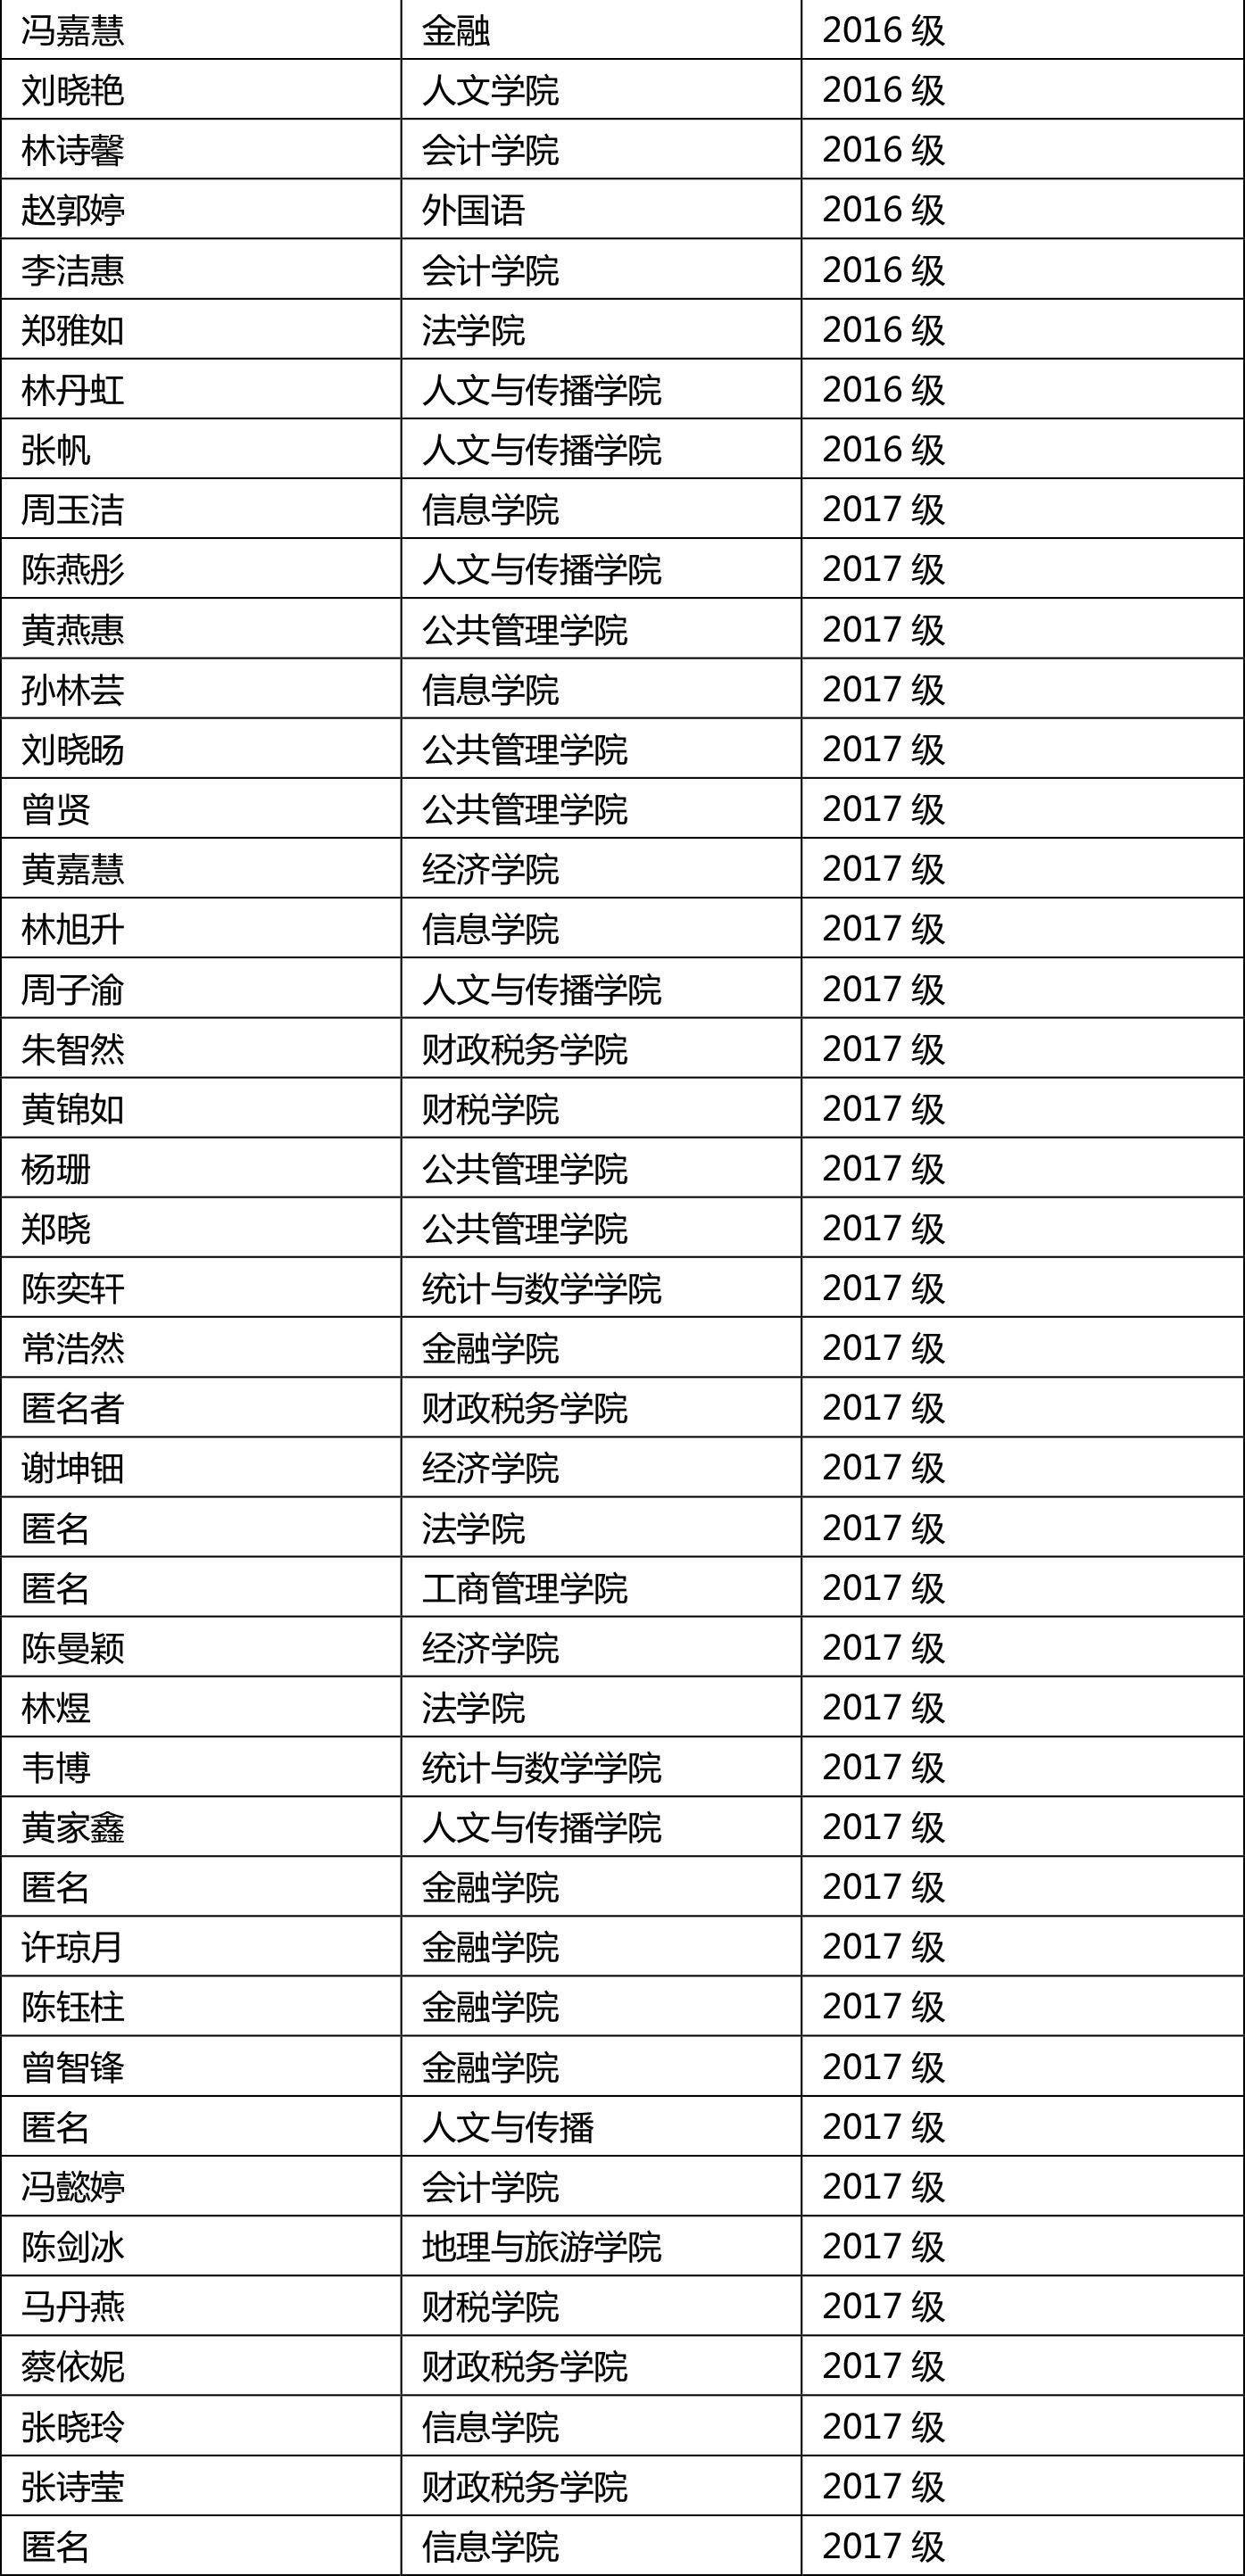 冯嘉慧 金融 2016 级
刘晓艳 人文学院 2016 级
林诗馨 会计学院 2016 级
赵郭婷 外国语 2016 级
李洁惠 会计学院 2016 级
郑雅如 法学院 2016 级
林丹虹 人文与传播学院 2016 级
张帆 人文与传播学院 2016 级
周玉洁 信息学院 2017 级
陈燕彤 人文与传播学院 2017 级
黄燕惠 公共管理学院 2017 级
孙林芸 信息学院 2017 级
刘晓旸 公共管理学院 2017 级
曾贤 公共管理学院 2017 级
黄嘉慧 经济学院 2017 级
林旭升 信息学院 2017 级
周子渝 人文与传播学院 2017 级
朱智然 财政税务学院 2017 级
黄锦如 财税学院 2017 级
杨珊 公共管理学院 2017 级
郑晓 公共管理学院 2017 级
陈奕轩 统计与数学学院 2017 级
常浩然 金融学院 2017 级
匿名者 财政税务学院 2017 级
谢坤钿 经济学院 2017 级
匿名 法学院 2017 级
匿名 工商管理学院 2017 级
陈曼颖 经济学院 2017 级
林煜 法学院 2017 级
韦博 统计与数学学院 2017 级
黄家鑫 人文与传播学院 2017 级
匿名 金融学院 2017 级
许琼月 金融学院 2017 级
陈钰柱 金融学院 2017 级
曾智锋 金融学院 2017 级
匿名 人文与传播 2017 级
冯懿婷 会计学院 2017 级
陈剑冰 地理与旅游学院 2017 级
马丹燕 财税学院 2017 级
蔡依妮 财政税务学院 2017 级
张晓玲 信息学院 2017 级
张诗莹 财政税务学院 2017 级
匿名 信息学院 2017 级